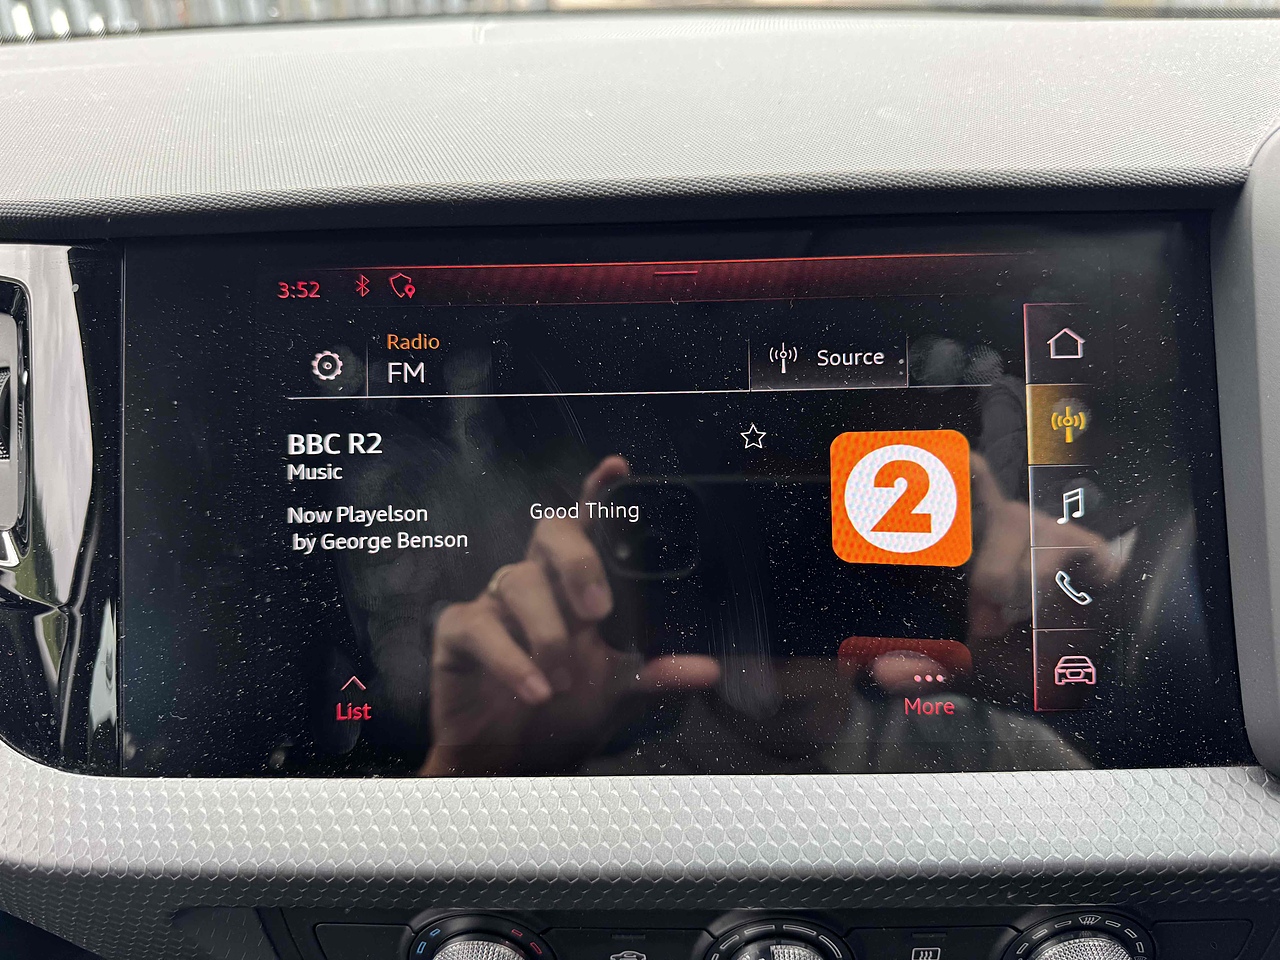 3:52
Radio
FM
Source
BBC R2
Music
Now Playelson
Good Thing
by George Benson
2
List
More